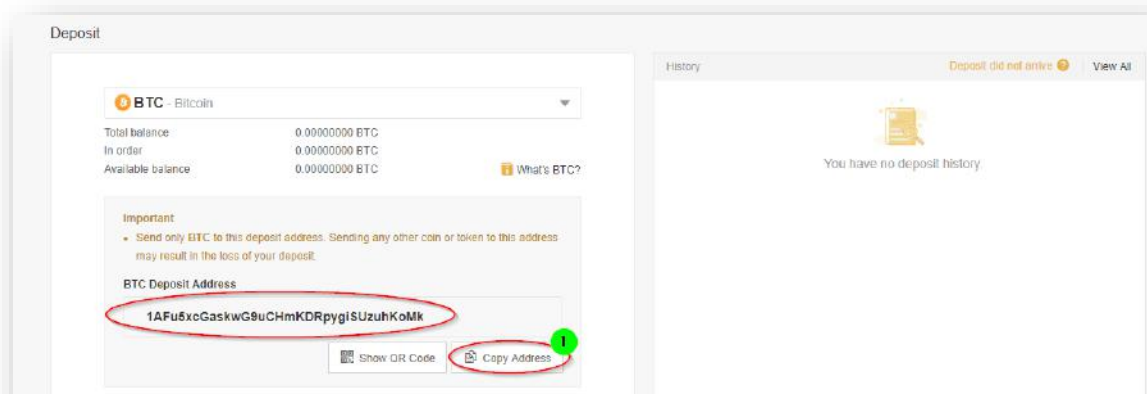 Deposit
History
Deposit did not arrive
View All
BTC - Bitcoin
Total balance 0.00000000 BTC
In order 0.00000000 BTC
Available balance 0.00000000 BTC
What's BTC?
You have no deposit history.
Important
Send only BTC to this deposit address. Sending any other coin or token to this address
may result in the loss of your deposit.
BTC Deposit Address
1AFu5xcGaskwG9uCHmKDRpygiSUzuhKoMk
Show QR Code
Copy Address
1